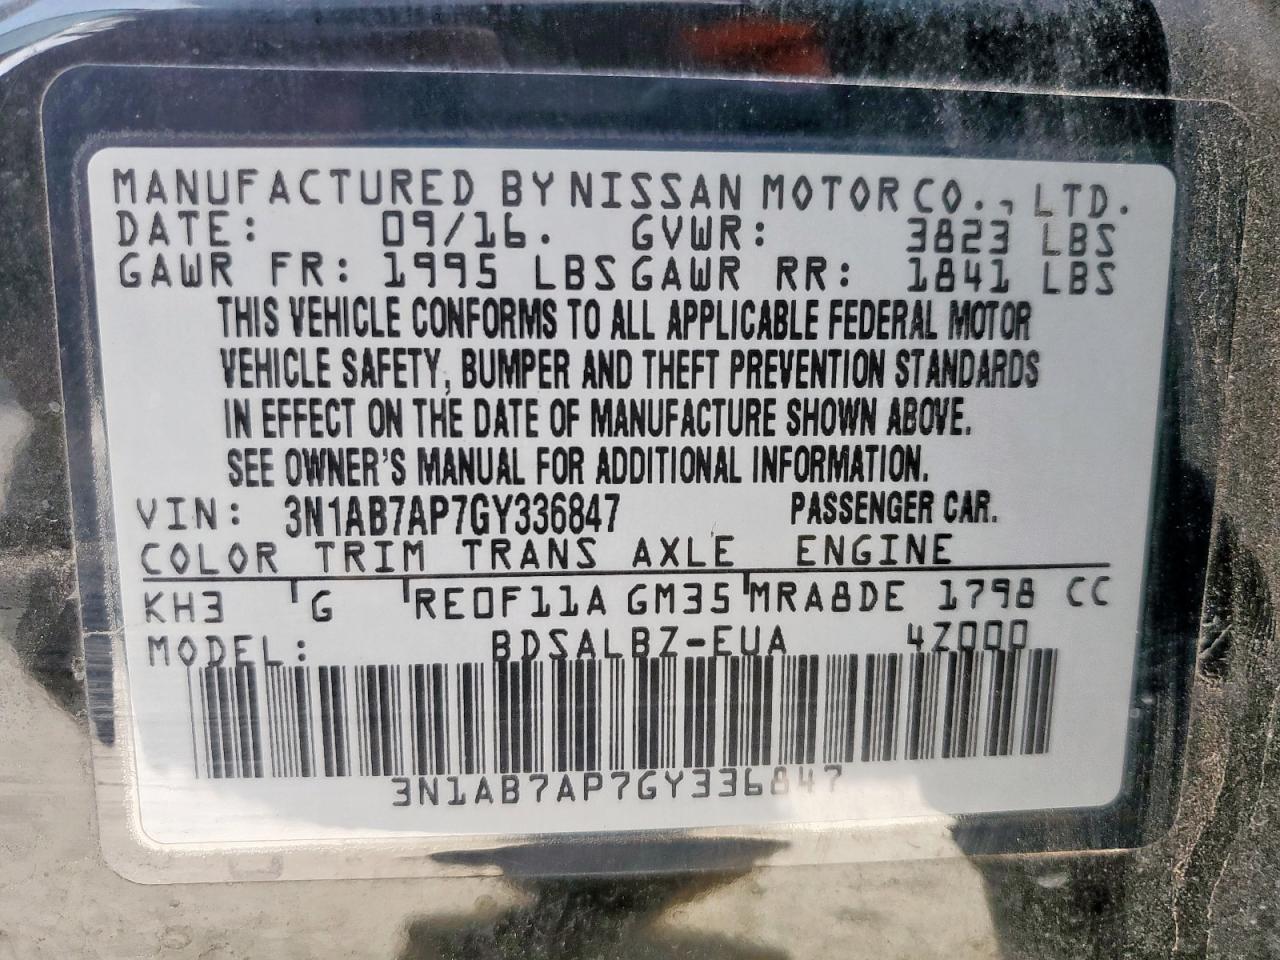 MANUFACTURED BY NISSAN MOTOR CO., LTD.
DATE: 09/16. GVWR: 3823 LBS
GAWR FR: 1995 LBS GAWR RR: 1841 LBS
THIS VEHICLE CONFORMS TO ALL APPLICABLE FEDERAL MOTOR
VEHICLE SAFETY, BUMPER AND THEFT PREVENTION STANDARDS
IN EFFECT ON THE DATE OF MANUFACTURE SHOWN ABOVE.
SEE OWNER'S MANUAL FOR ADDITIONAL INFORMATION.
VIN: 3N1AB7AP7GY336847 PASSENGER CAR.
COLOR TRIM TRANS AXLE ENGINE
KH3 G RE0F11A GM35 MRA8DE 1798 CC
MODEL: BDSALBZ-EUA 4Z000
3N1AB7AP7GY336847